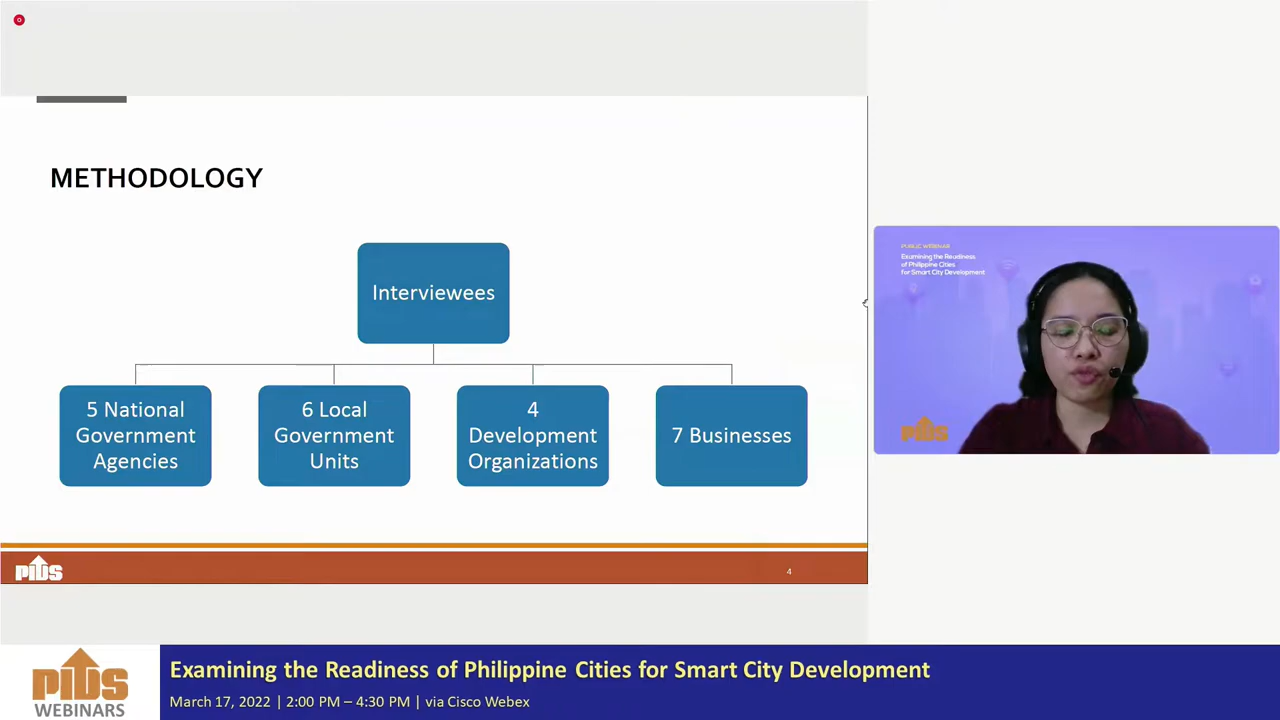 METHODOLOGY
Interviewees
5 National
Government
Agencies
6 Local
Government
Units
4
Development
Organizations
7 Businesses
PIDS
4
PUBLIC WEBINAR
Examining the Readiness
of Philippine Cities
for Smart City Development
PIDS
PIDS
WEBINARS
Examining the Readiness of Philippine Cities for Smart City Development
March 17, 2022 | 2:00 PM – 4:30 PM | via Cisco Webex